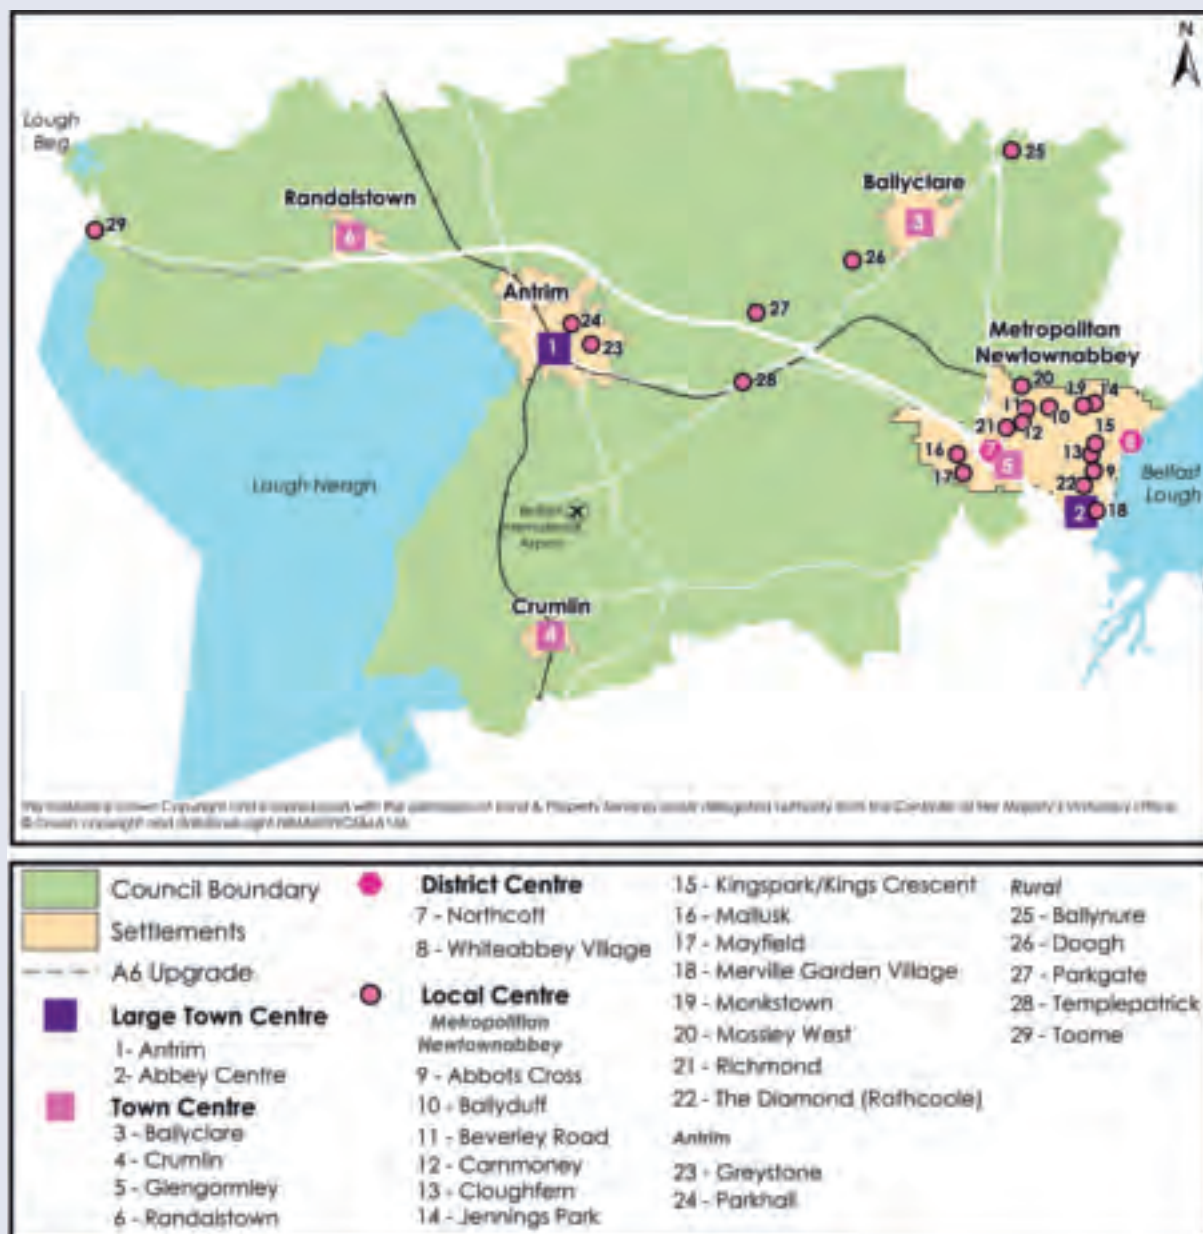 N
Lough
Beg
25
Ballyclare
Randalstown
3
29
6
26
Antrim
27
24
Metropolitan
Newtownabbey
1
23
28
20
19
14
11
10
21
12
15
16
7
13
8
5
17
9
Belfast
Lough
22
2
18
Lough Neagh
Belfast
International
Airport
Crumlin
4
Council Boundary
Settlements
A6 Upgrade
Large Town Centre
1- Antrim
2- Abbey Centre
Town Centre
3 - Ballyclare
4 - Crumlin
5 - Glengormley
6 - Randalstown
District Centre
7 - Northcott
8 - Whiteabbey Village
Local Centre
Metropolitan
Newtownabbey
9 - Abbots Cross
10 - Ballyduff
11 - Beverley Road
12 - Carnmoney
13 - Cloughfern
14 - Jennings Park
15 - Kingspark/Kings Crescent
16 - Mallusk
17 - Mayfield
18 - Merville Garden Village
19 - Monkstown
20 - Mossley West
21 - Richmond
22 - The Diamond (Rathcoole)
Antrim
23 - Greystone
24 - Parkhall
Rural
25 - Ballynure
26 - Doagh
27 - Parkgate
28 - Templepatrick
29 - Toome